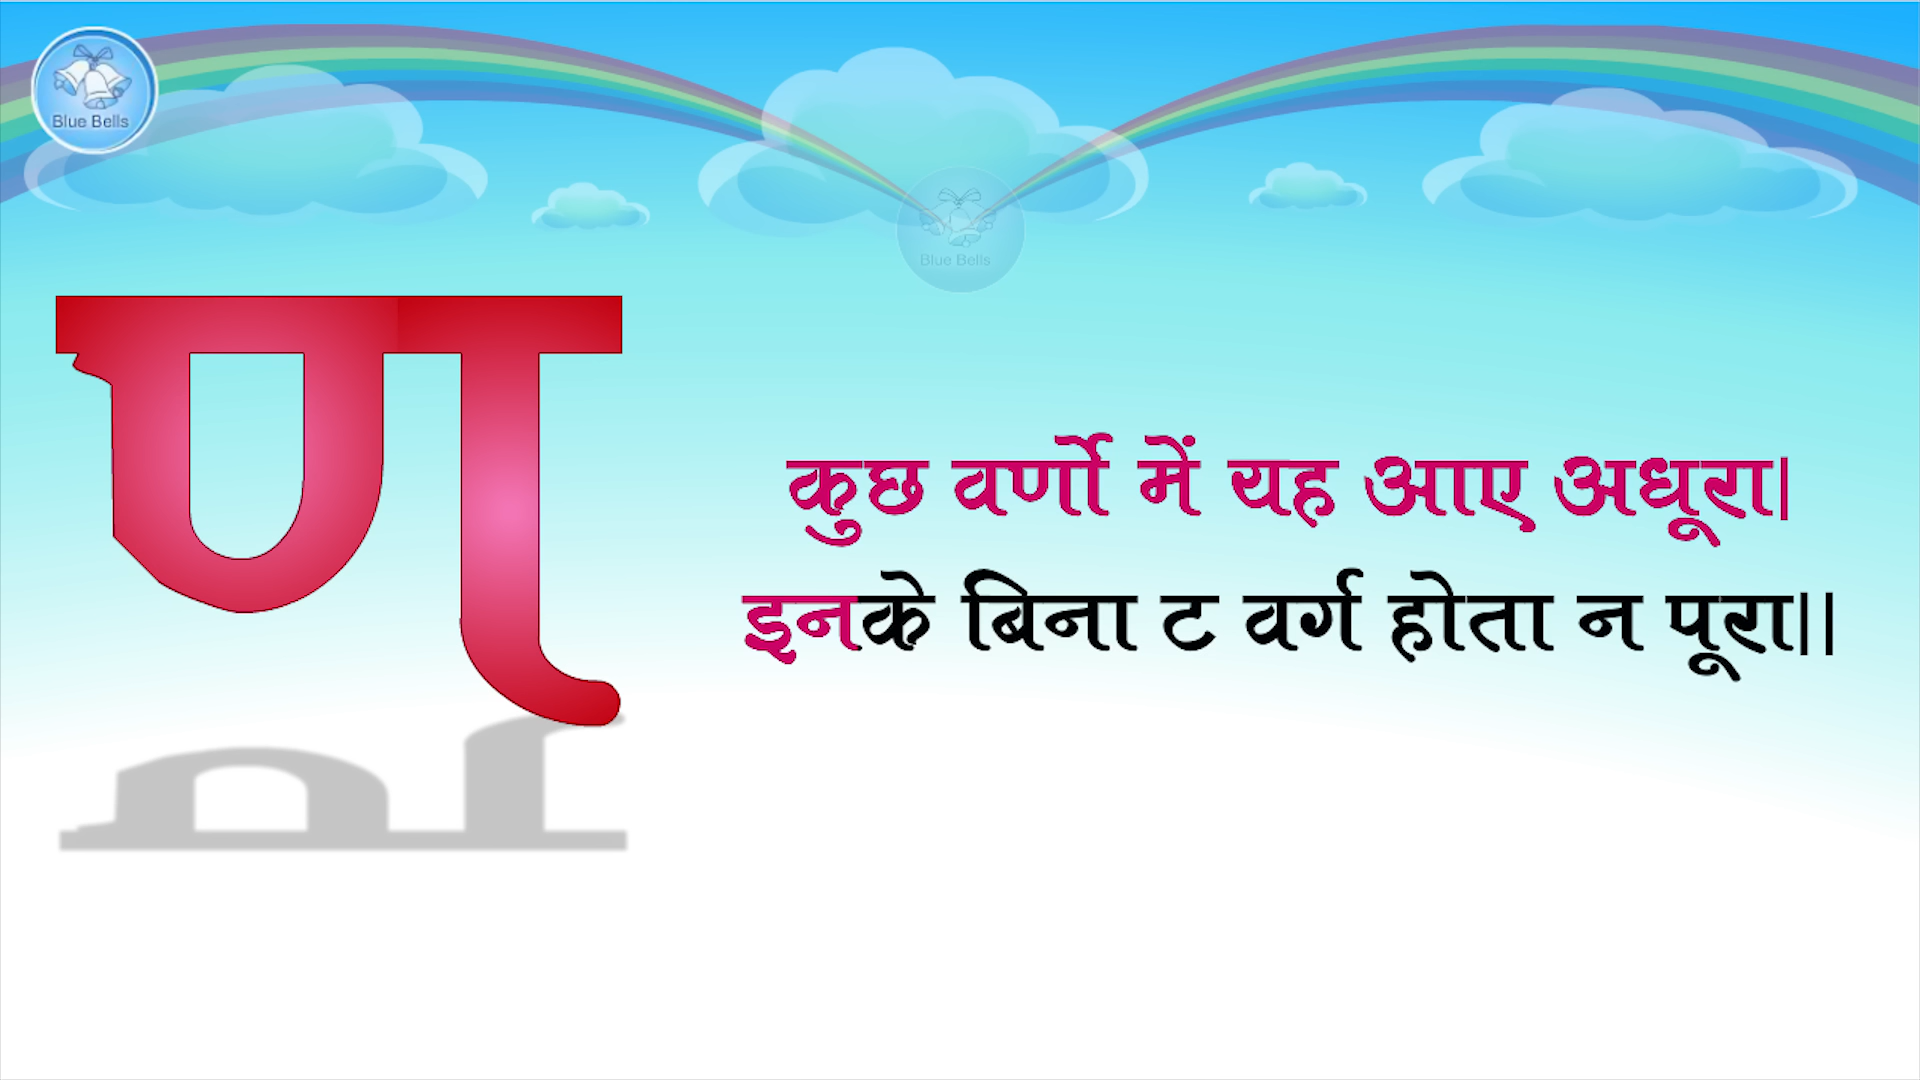 Blue Bells
Blue Bells
ण
कुछ वर्णो में यह आए अधूरा|
इनके बिना ट वर्ग होता न पूरा||